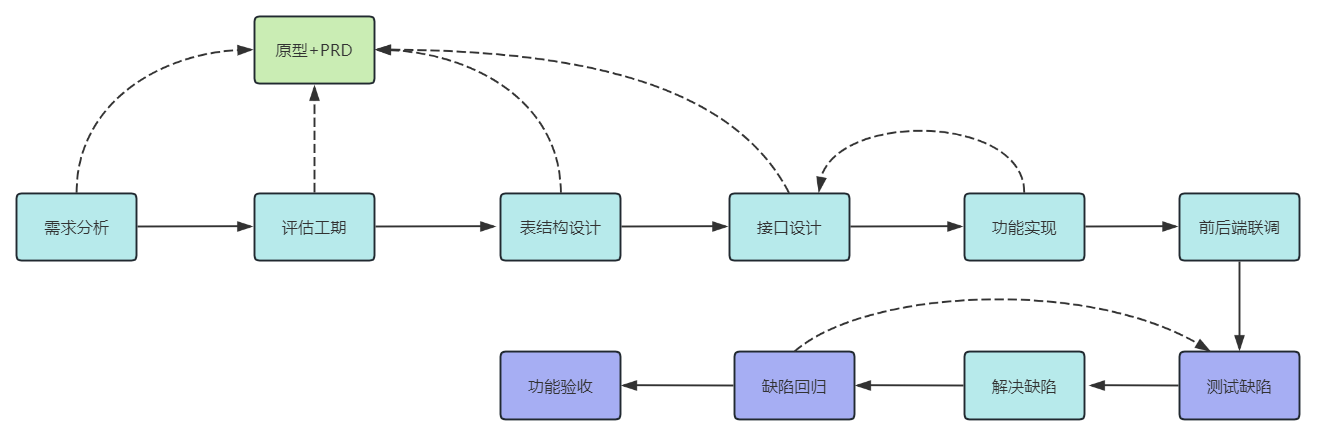 原型+PRD
需求分析
评估工期
表结构设计
接口设计
功能实现
前后端联调
功能验收
缺陷回归
解决缺陷
测试缺陷